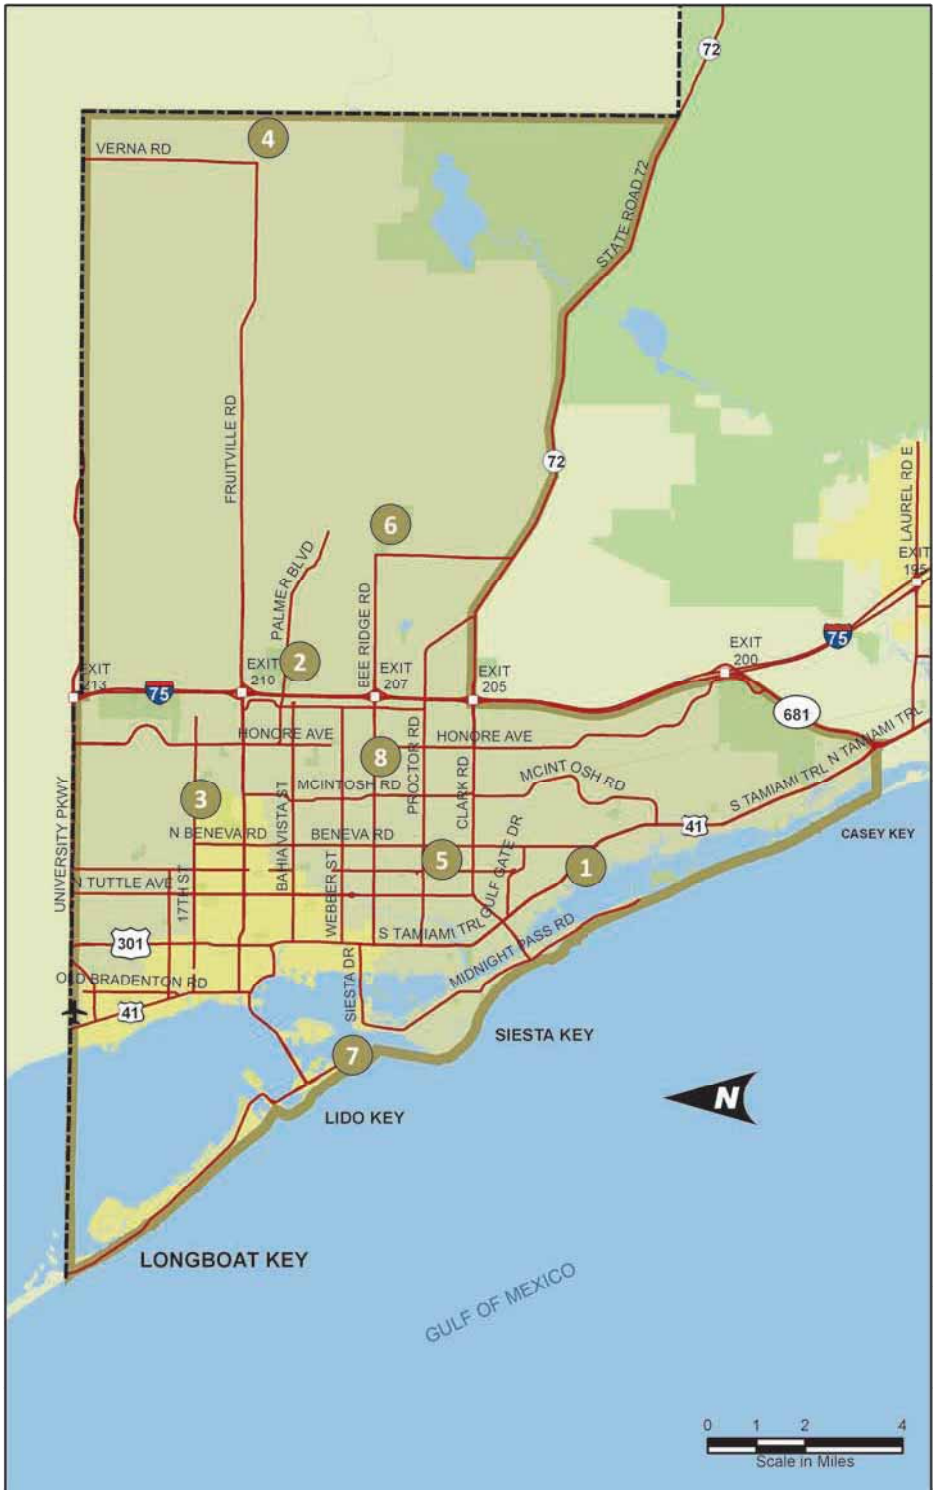 72
4
VERNA RD
STATE ROAD 72
FRUITVILLE RD
72
LAUREL RD E
6
PALMER BLVD
EXIT
195
BEE RIDGE RD
75
2
EXIT
213
EXIT
210
EXIT
207
EXIT
205
EXIT
200
75
681
HONORE AVE
HONORE AVE
8
PROCTOR RD
N TAMIAMI TRL
MCINTOSH RD
MCINTOSH RD
CLARK RD
S TAMIAMI TRL
3
BAHIA VISTA ST
UNIVERSITY PKWY
N BENEVA RD
BENEVA RD
41
CASEY KEY
5
GULF GATE DR
1
17TH ST
N TUTTLE AVE
WEBBER ST
301
S TAMIAMI TRL
MIDNIGHT PASS RD
OLD BRADENTON RD
SIESTA DR
41
SIESTA KEY
7
N
LIDO KEY
LONGBOAT KEY
GULF OF MEXICO
0 1 2 4
Scale in Miles